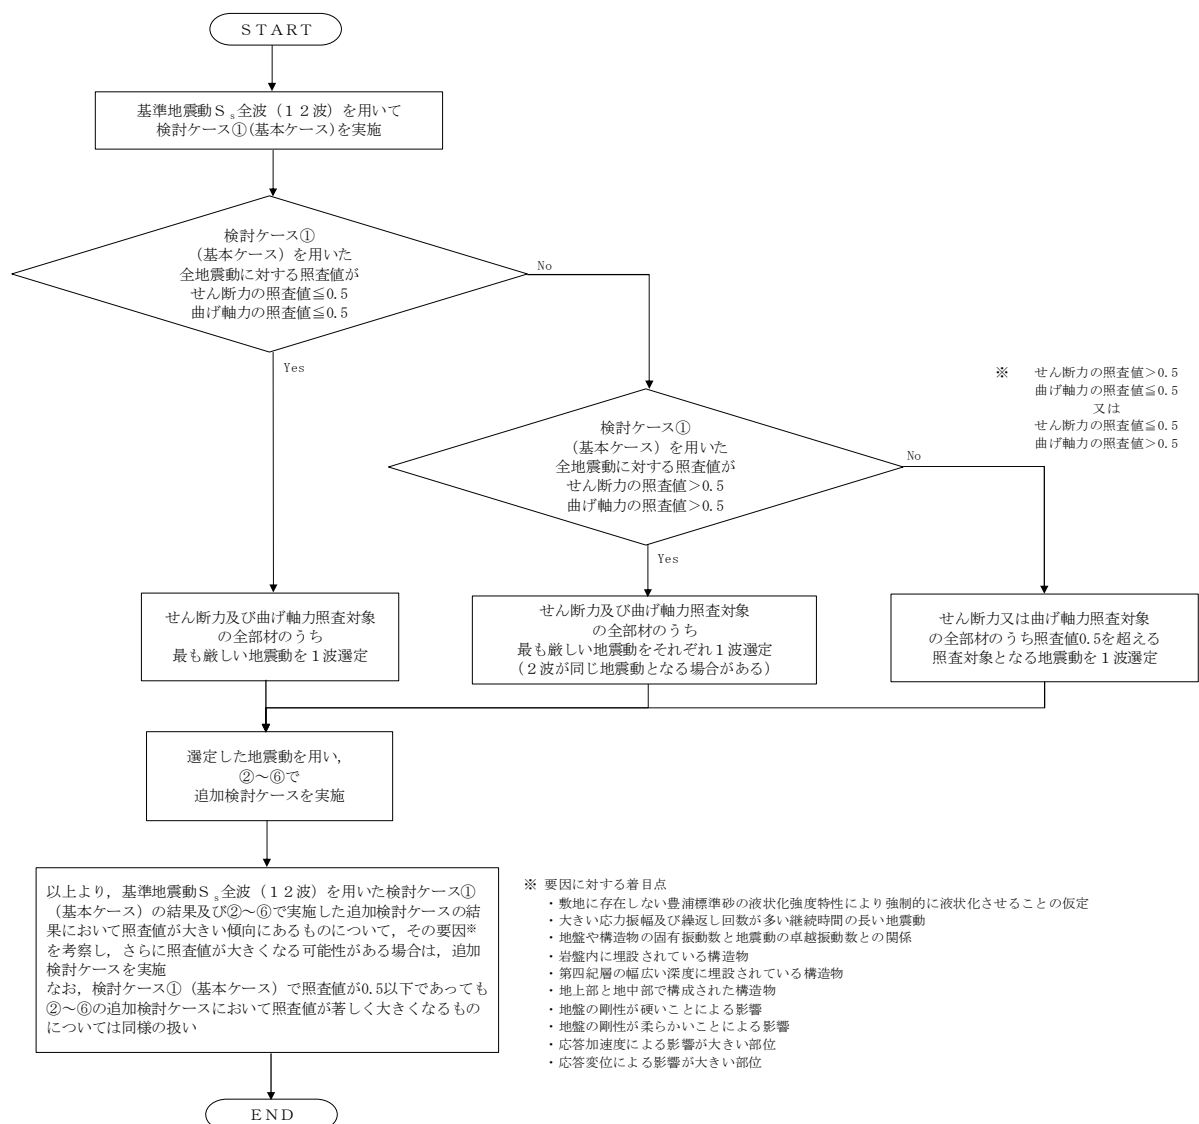 ＳＴＡＲＴ
基準地震動Ｓｓ全波（１２波）を用いて
検討ケース①(基本ケース)を実施
検討ケース①
（基本ケース）を用いた
全地震動に対する照査値が
せん断力の照査値≦0.5
曲げ軸力の照査値≦0.5
No
Yes
※ せん断力の照査値＞0.5
曲げ軸力の照査値≦0.5
又は
せん断力の照査値≦0.5
曲げ軸力の照査値＞0.5
検討ケース①
（基本ケース）を用いた
全地震動に対する照査値が
せん断力の照査値＞0.5
曲げ軸力の照査値＞0.5
No
Yes
せん断力及び曲げ軸力照査対象
の全部材のうち
最も厳しい地震動を１波選定
せん断力及び曲げ軸力照査対象
の全部材のうち
最も厳しい地震動をそれぞれ１波選定
（２波が同じ地震動となる場合がある）
せん断力又は曲げ軸力照査対象
の全部材のうち照査値0.5を超える
照査対象となる地震動を１波選定
選定した地震動を用い，
②～⑥で
追加検討ケースを実施
以上より，基準地震動Ｓｓ全波（１２波）を用いた検討ケース①
（基本ケース）の結果及び②～⑥で実施した追加検討ケースの結
果において照査値が大きい傾向にあるものについて，その要因※
を考察し，さらに照査値が大きくなる可能性がある場合は，追加
検討ケースを実施
なお，検討ケース①（基本ケース）で照査値が0.5以下であっても
②～⑥の追加検討ケースにおいて照査値が著しく大きくなるもの
については同様の扱い
※ 要因に対する着目点
・敷地に存在しない豊浦標準砂の液状化強度特性により強制的に液状化させることの仮定
・大きい応力振幅及び繰返し回数が多い継続時間の長い地震動
・地盤や構造物の固有振動数と地震動の卓越振動数との関係
・岩盤内に埋設されている構造物
・第四紀層の幅広い深度に埋設されている構造物
・地上部と地中部で構成された構造物
・地盤の剛性が硬いことによる影響
・地盤の剛性が柔らかいことによる影響
・応答加速度による影響が大きい部位
・応答変位による影響が大きい部位
ＥＮＤ